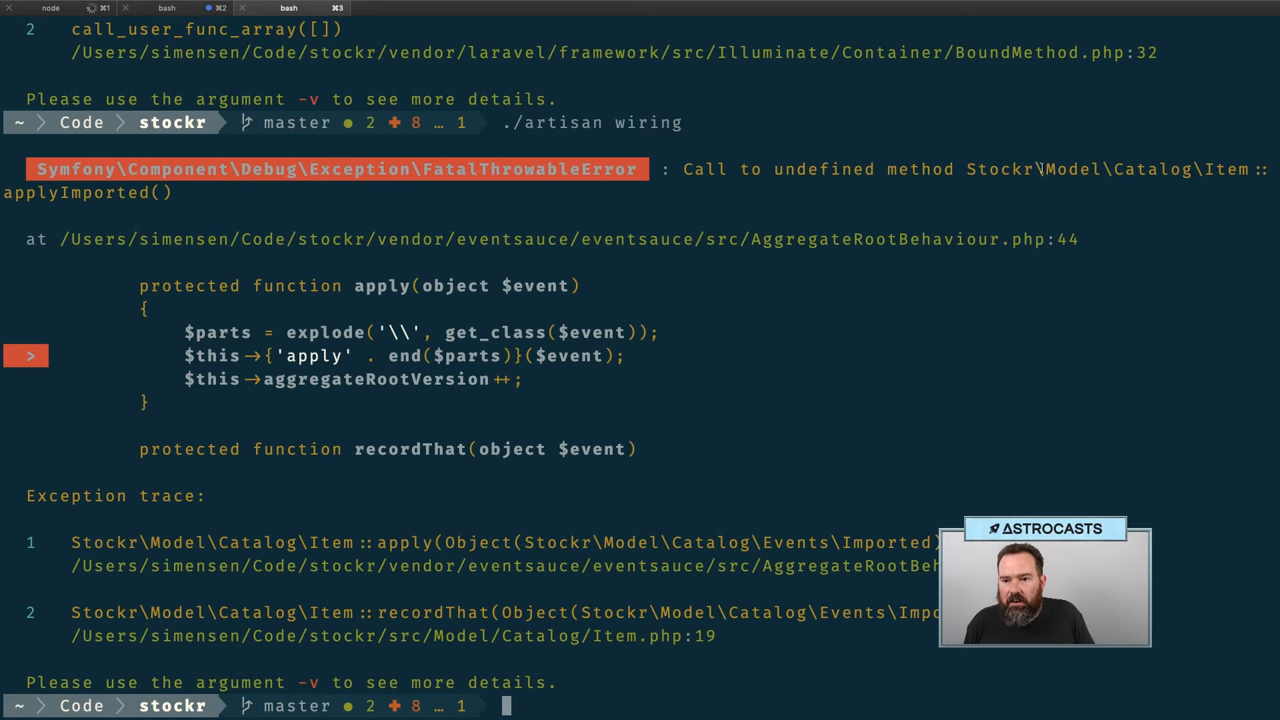 node ⌘1 bash ⌘2 bash ⌘3
2 call_user_func_array([])
/Users/simensen/Code/stockr/vendor/laravel/framework/src/Illuminate/Container/BoundMethod.php:32
Please use the argument -v to see more details.
~ Code stockr master ● 2 ✚ 8 … 1 ./artisan wiring
Symfony\Component\Debug\Exception\FatalThrowableError : Call to undefined method Stockr\Model\Catalog\Item::
applyImported()
at /Users/simensen/Code/stockr/vendor/eventsauce/eventsauce/src/AggregateRootBehaviour.php:44
protected function apply(object $event)
{
$parts = explode('\\', get_class($event));
> $this->{'apply' . end($parts)}($event);
$this->aggregateRootVersion++;
}
protected function recordThat(object $event)
Exception trace:
1 Stockr\Model\Catalog\Item::apply(Object(Stockr\Model\Catalog\Events\Imported)
/Users/simensen/Code/stockr/vendor/eventsauce/eventsauce/src/AggregateRootBeh
2 Stockr\Model\Catalog\Item::recordThat(Object(Stockr\Model\Catalog\Events\Impo
/Users/simensen/Code/stockr/src/Model/Catalog/Item.php:19
ASTROCASTS
Please use the argument -v to see more details.
~ Code stockr master ● 2 ✚ 8 … 1